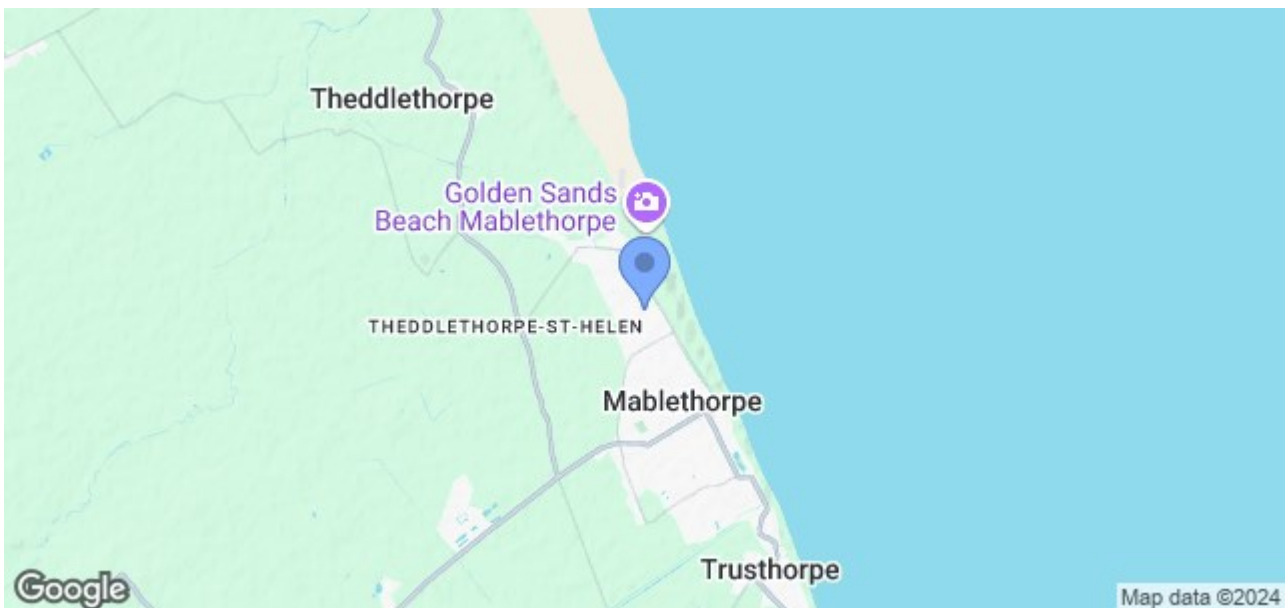 Theddlethorpe
Golden Sands
Beach Mablethorpe
THEDDLETHORPE-ST-HELEN
Mablethorpe
Trusthorpe
Google
Map data ©2024